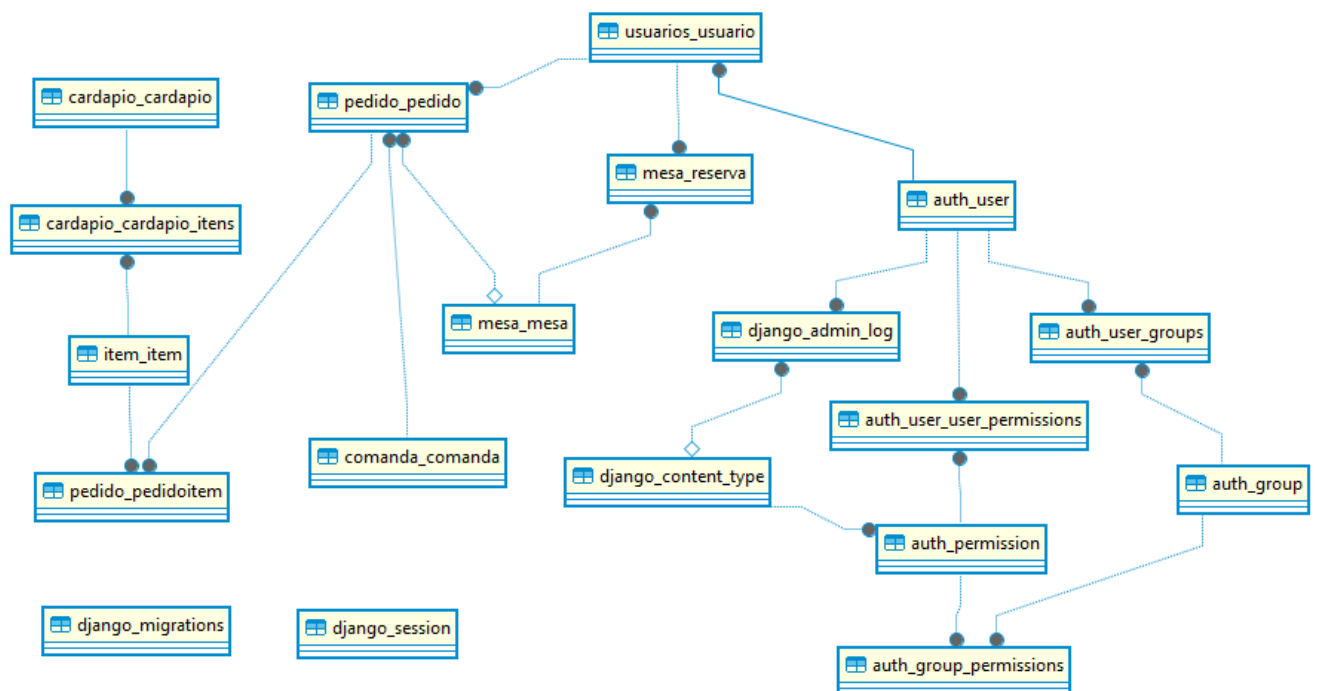 usuarios_usuario
cardapio_cardapio
pedido_pedido
mesa_reserva
auth_user
cardapio_cardapio_itens
mesa_mesa
django_admin_log
auth_user_groups
item_item
auth_user_user_permissions
comanda_comanda
django_content_type
pedido_pedidoitem
auth_group
auth_permission
django_migrations
django_session
auth_group_permissions